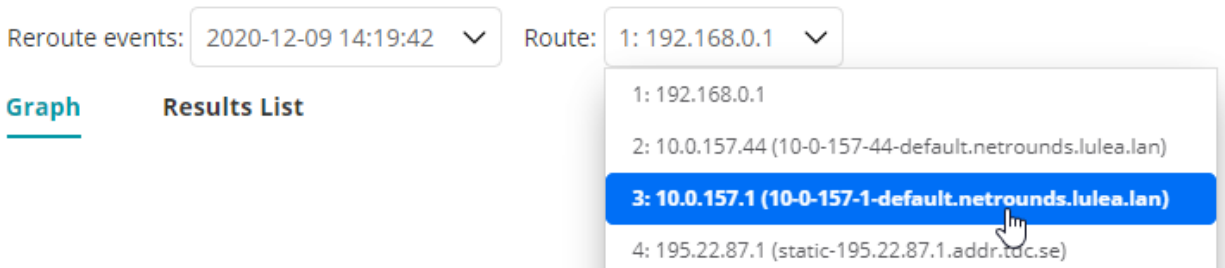 Reroute events: 2020-12-09 14:19:42 Route: 1: 192.168.0.1
Graph Results List
1: 192.168.0.1
2: 10.0.157.44 (10-0-157-44-default.netrounds.lulea.lan)
3: 10.0.157.1 (10-0-157-1-default.netrounds.lulea.lan)
4: 195.22.87.1 (static-195.22.87.1.addr.tdc.se)